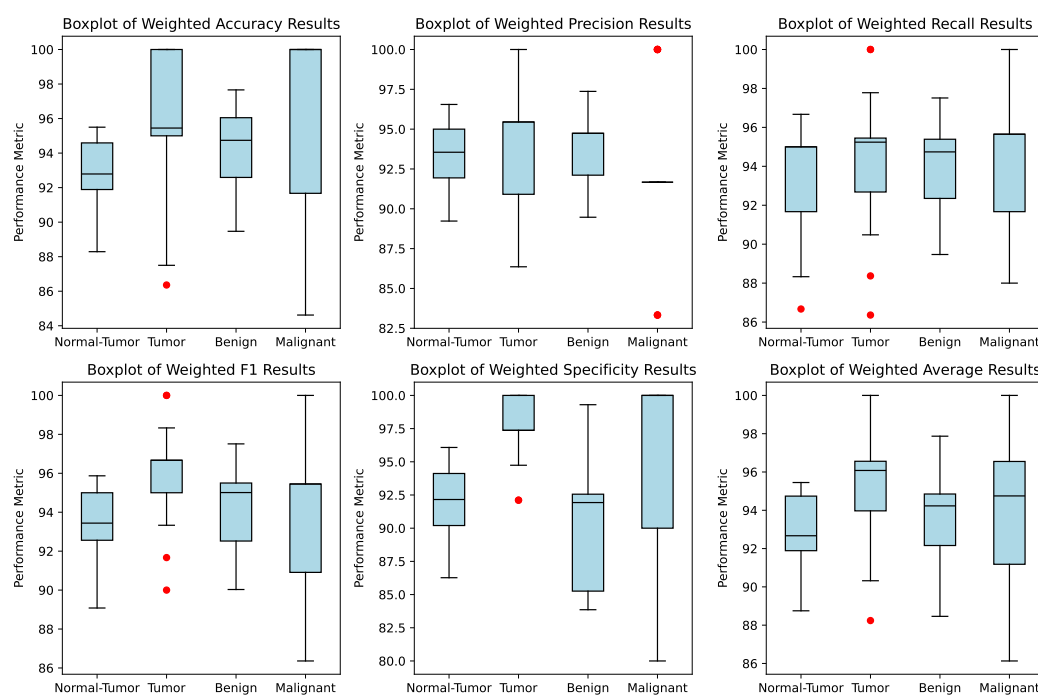 Boxplot of Weighted Accuracy Results
Performance Metric
100
98
96
94
92
90
88
86
84
Normal-Tumor Tumor Benign Malignant
Boxplot of Weighted Precision Results
Performance Metric
100.0
97.5
95.0
92.5
90.0
87.5
85.0
82.5
Normal-Tumor Tumor Benign Malignant
Boxplot of Weighted Recall Results
Performance Metric
100
98
96
94
92
90
88
86
Normal-Tumor Tumor Benign Malignant
Boxplot of Weighted F1 Results
Performance Metric
100
98
96
94
92
90
88
86
Normal-Tumor Tumor Benign Malignant
Boxplot of Weighted Specificity Results
Performance Metric
100.0
97.5
95.0
92.5
90.0
87.5
85.0
82.5
80.0
Normal-Tumor Tumor Benign Malignant
Boxplot of Weighted Average Results
Performance Metric
100
98
96
94
92
90
88
86
Normal-Tumor Tumor Benign Malignant